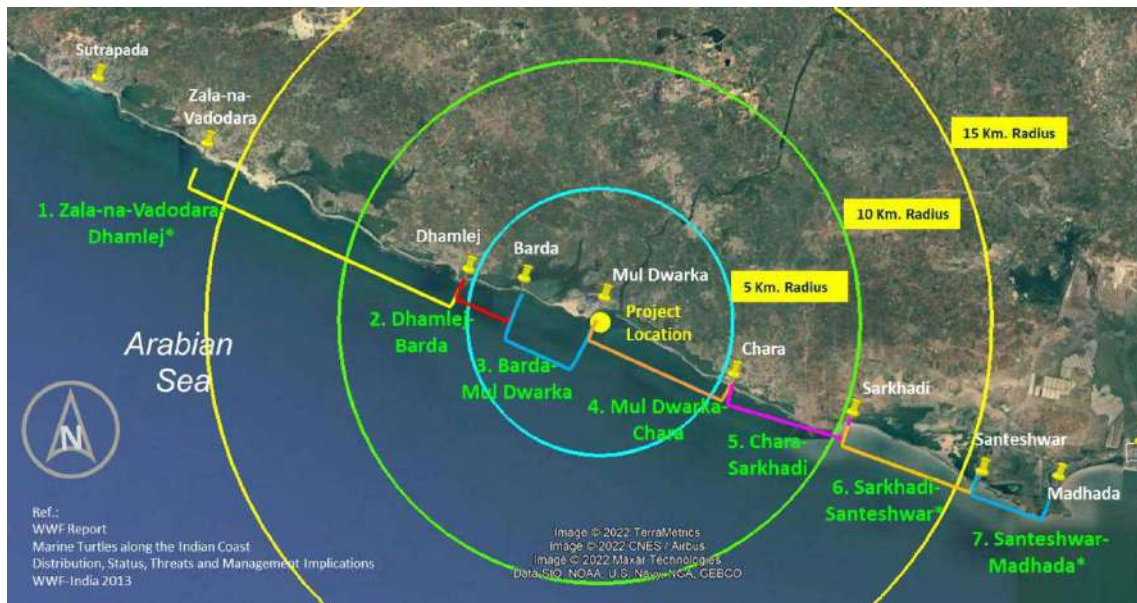 Sutrapada
Zala-na-
Vadodara
15 Km. Radius
1. Zala-na-Vadodara-
Dhamlej*
10 Km. Radius
Dhamlej
Barda
Mul Dwarka
5 Km. Radius
Project
Location
2. Dhamlej-
Barda
Arabian
Sea
3. Barda-
Mul Dwarka
Chara
4. Mul Dwarka-
Chara
Sarkhadi
5. Chara-
Sarkhadi
Santeshwar
6. Sarkhadi-
Santeshwar*
Madhada
7. Santeshwar-
Madhada*
N
Ref.:
WWF Report
Marine Turtles along the Indian Coast
Distribution, Status, Threats and Management Implications
WWF-India 2013
Image © 2022 TerraMetrics
Image © 2022 CNES / Airbus
Image © 2022 Maxar Technologies
Data SIO, NOAA, U.S. Navy, NGA, GEBCO